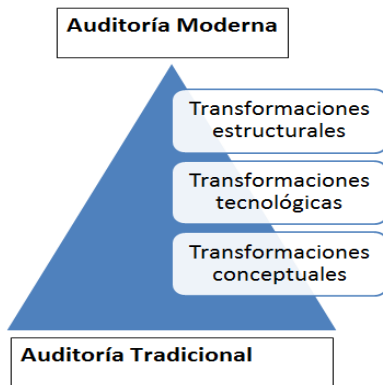 Auditoría Moderna
Transformaciones
estructurales
Transformaciones
tecnológicas
Transformaciones
conceptuales
Auditoría Tradicional